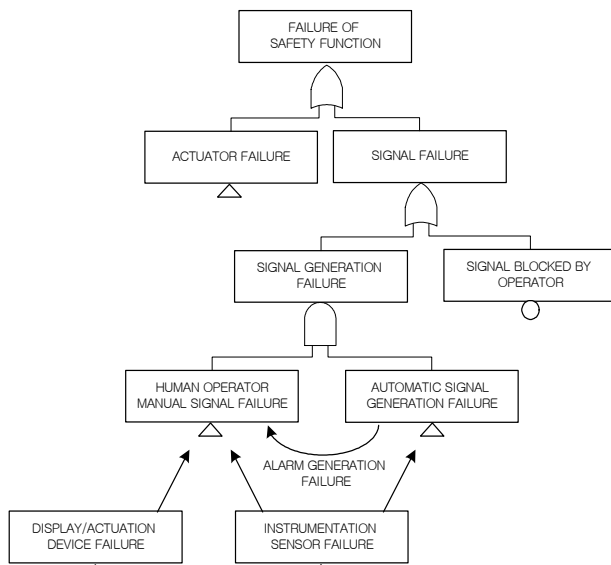 FAILURE OF
SAFETY FUNCTION
ACTUATOR FAILURE
SIGNAL FAILURE
SIGNAL GENERATION
FAILURE
SIGNAL BLOCKED BY
OPERATOR
HUMAN OPERATOR
MANUAL SIGNAL FAILURE
AUTOMATIC SIGNAL
GENERATION FAILURE
ALARM GENERATION
FAILURE
DISPLAY/ACTUATION
DEVICE FAILURE
INSTRUMENTATION
SENSOR FAILURE